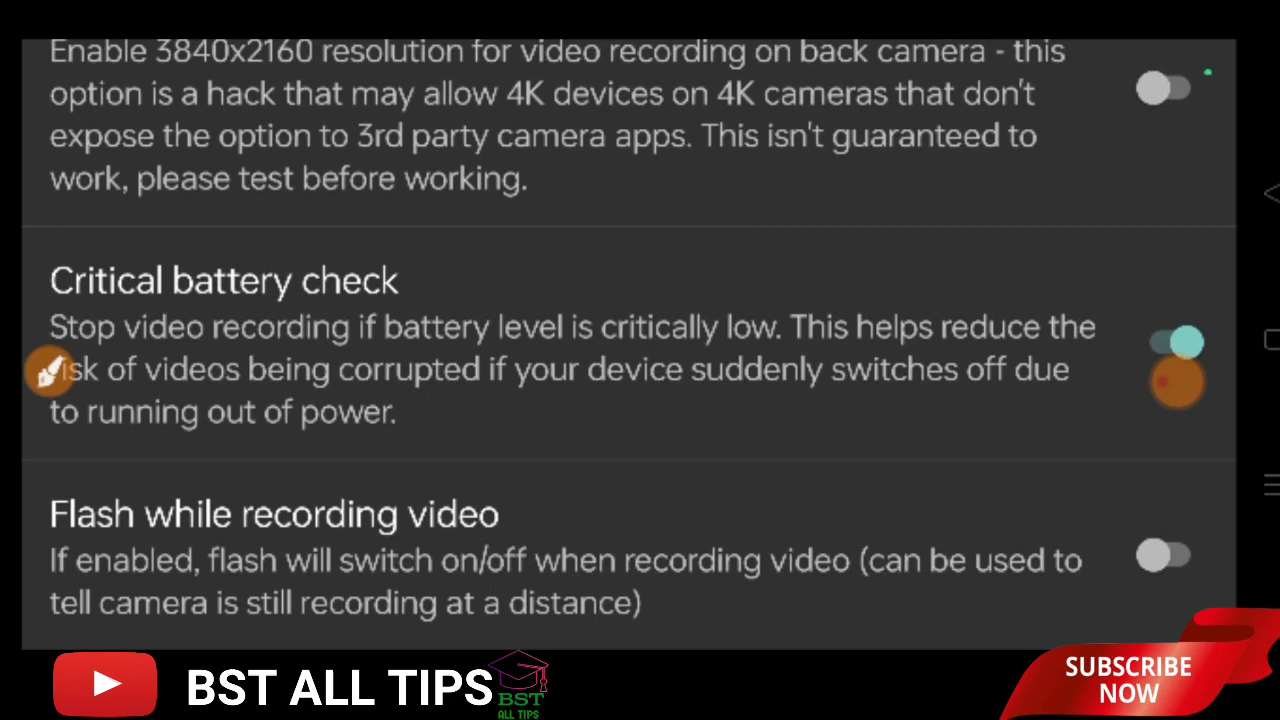 Enable 3840x2160 resolution for video recording on back camera - this
option is a hack that may allow 4K devices on 4K cameras that don't
expose the option to 3rd party camera apps. This isn't guaranteed to
work, please test before working.
Critical battery check
Stop video recording if battery level is critically low. This helps reduce the
risk of videos being corrupted if your device suddenly switches off due
to running out of power.
Flash while recording video
If enabled, flash will switch on/off when recording video (can be used to
tell camera is still recording at a distance)
BST ALL TIPS
BST
ALL TIPS
SUBSCRIBE
NOW